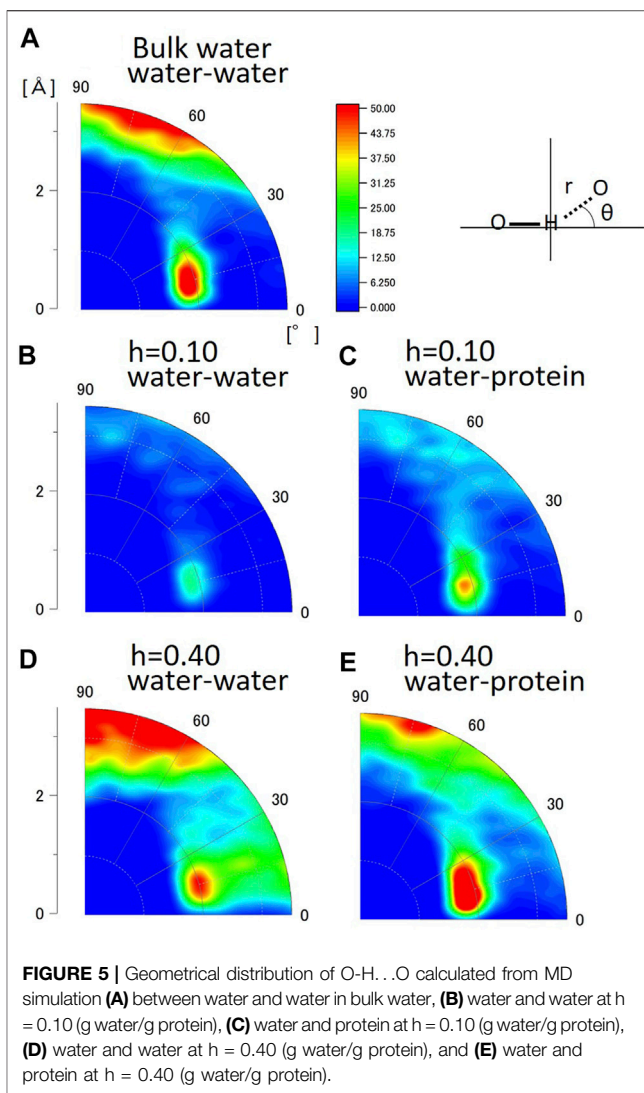 A
Bulk water
water-water
[Å]
90
60
30
0
2
0
[° ]
50.00
43.75
37.50
31.25
25.00
18.75
12.50
6.250
0.000
r
O
O
H
θ
B
h=0.10
water-water
90
60
30
0
2
0
C
h=0.10
water-protein
90
60
30
0
D
h=0.40
water-water
90
60
30
0
2
0
E
h=0.40
water-protein
90
60
30
0
FIGURE 5 | Geometrical distribution of O-H. . .O calculated from MD
simulation (A) between water and water in bulk water, (B) water and water at h
= 0.10 (g water/g protein), (C) water and protein at h = 0.10 (g water/g protein),
(D) water and water at h = 0.40 (g water/g protein), and (E) water and
protein at h = 0.40 (g water/g protein).